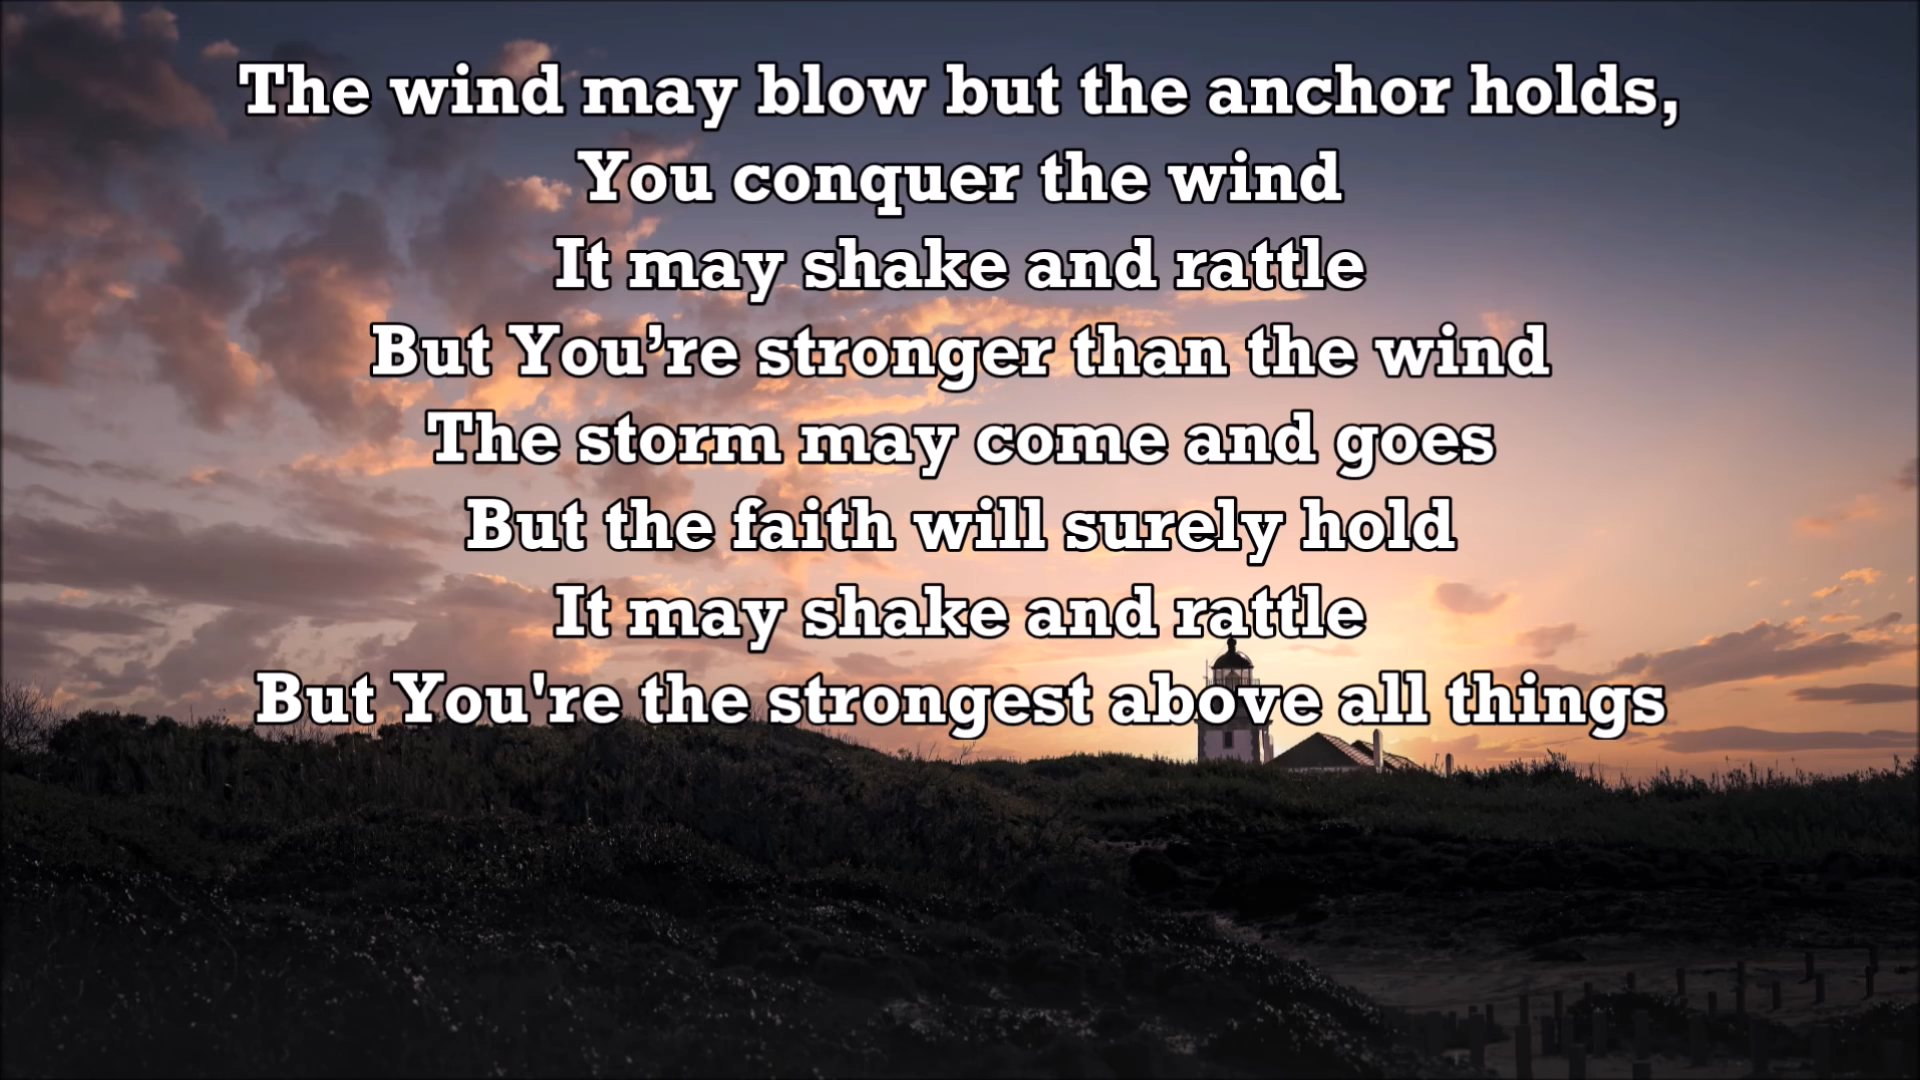 The wind may blow but the anchor holds,
You conquer the wind
It may shake and rattle
But You’re stronger than the wind
The storm may come and goes
But the faith will surely hold
It may shake and rattle
But You're the strongest above all things